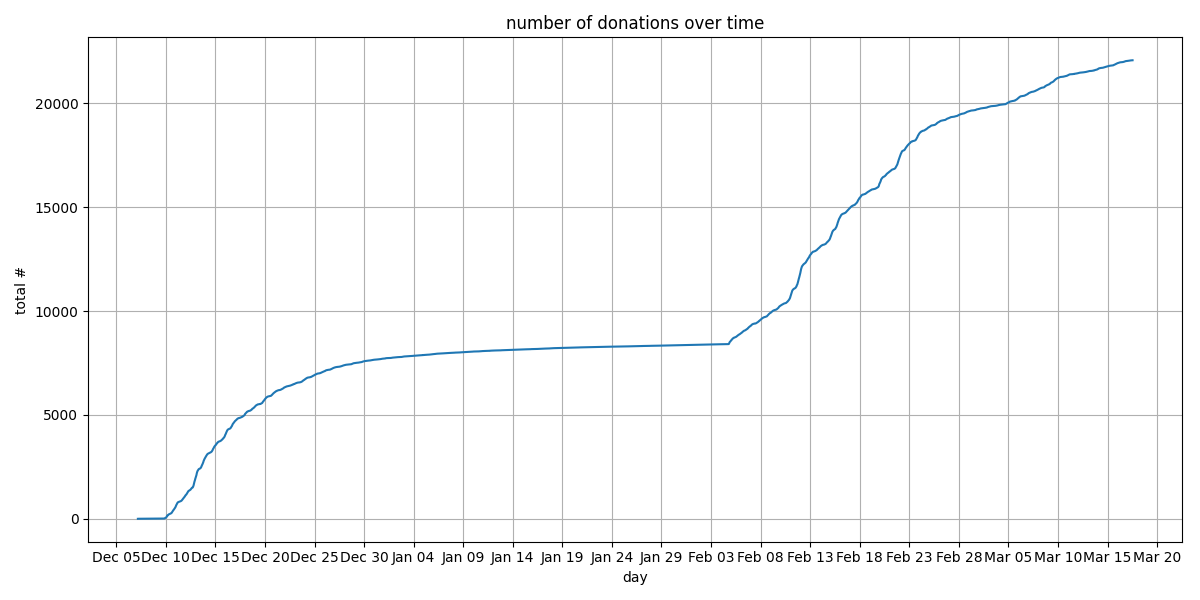 number of donations over time
total #
20000
15000
10000
5000
0
Dec 05 Dec 10 Dec 15 Dec 20 Dec 25 Dec 30 Jan 04 Jan 09 Jan 14 Jan 19 Jan 24 Jan 29 Feb 03 Feb 08 Feb 13 Feb 18 Feb 23 Feb 28 Mar 05 Mar 10 Mar 15 Mar 20
day